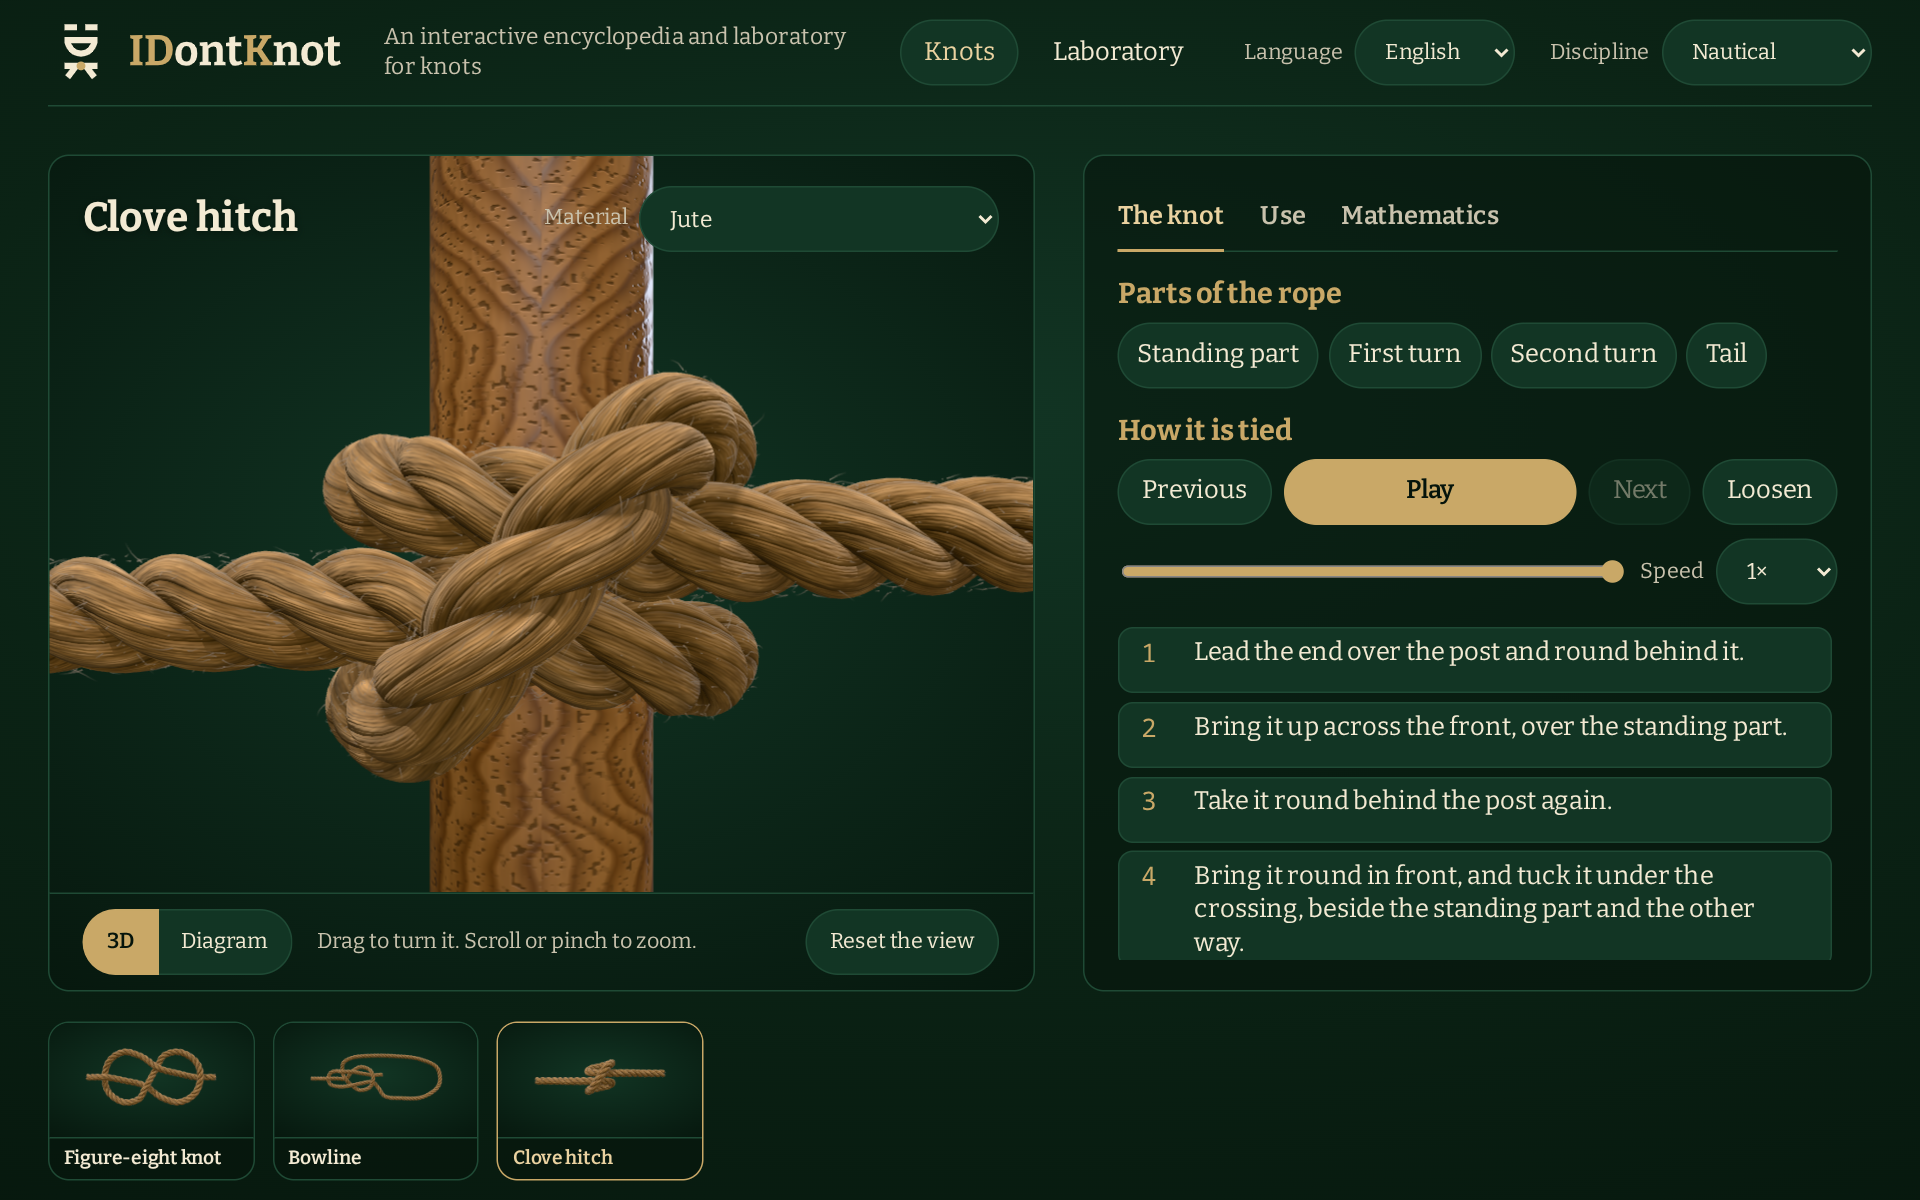 IDontKnot
An interactive encyclopedia and laboratory
for knots
Knots
Laboratory
Language
English
Discipline
Nautical
Clove hitch
Material
Jute
3D
Diagram
Drag to turn it. Scroll or pinch to zoom.
Reset the view
The knot
Use
Mathematics
Parts of the rope
Standing part
First turn
Second turn
Tail
How it is tied
Previous
Play
Next
Loosen
Speed
1×
1 Lead the end over the post and round behind it.
2 Bring it up across the front, over the standing part.
3 Take it round behind the post again.
4 Bring it round in front, and tuck it under the
crossing, beside the standing part and the other
way.
Figure-eight knot
Bowline
Clove hitch